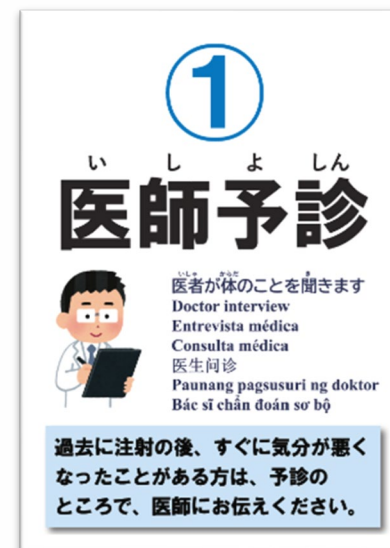 ①
いしよしん
医師予診
いしゃ からだ き
医者が体のことを聞きます
Doctor interview
Entrevista médica
Consulta médica
医生问诊
Paunang pagsusuri ng doktor
Bác sĩ chẩn đoán sơ bộ
過去に注射の後、すぐに気分が悪く
なったことがある方は、予診の
ところで、医師にお伝えください。